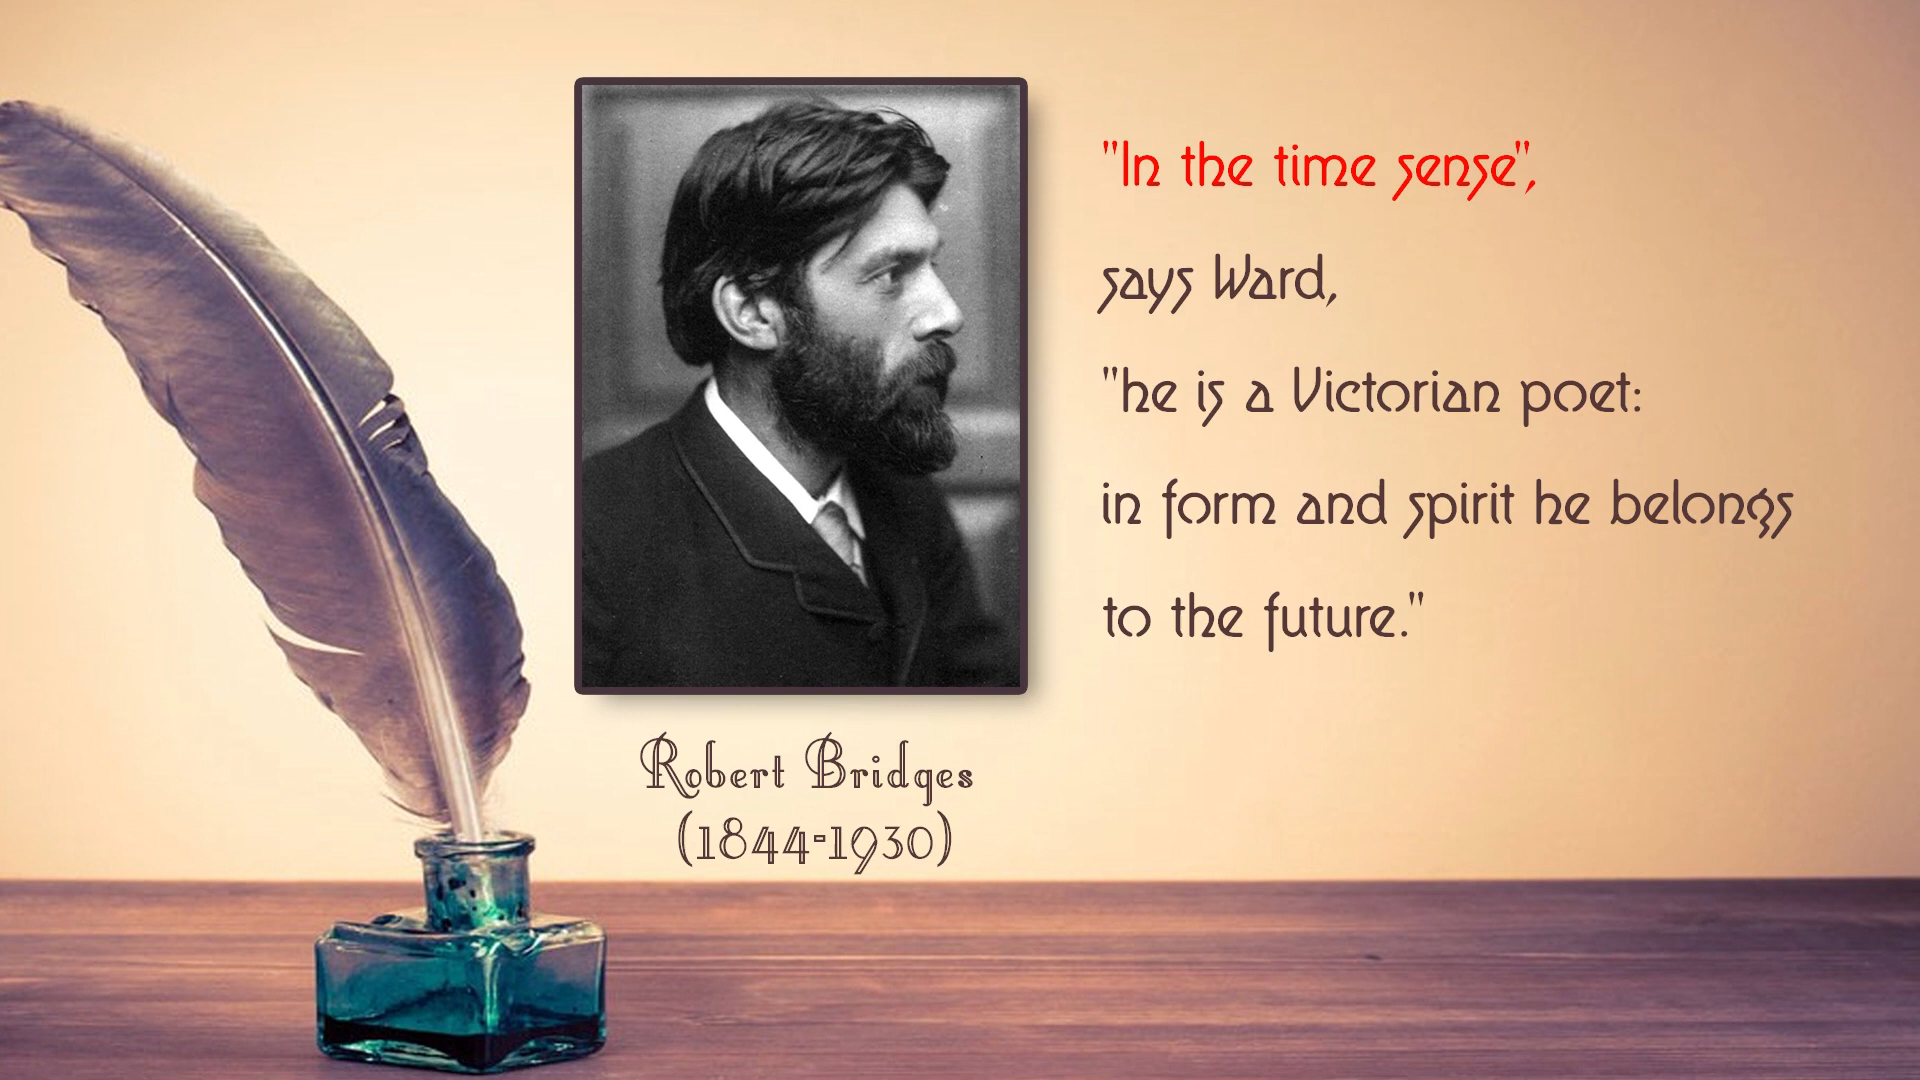 "In the time sense",
says Ward,
"he is a Victorian poet:
in form and spirit he belongs
to the future."
Robert Bridges
(1844-1930)